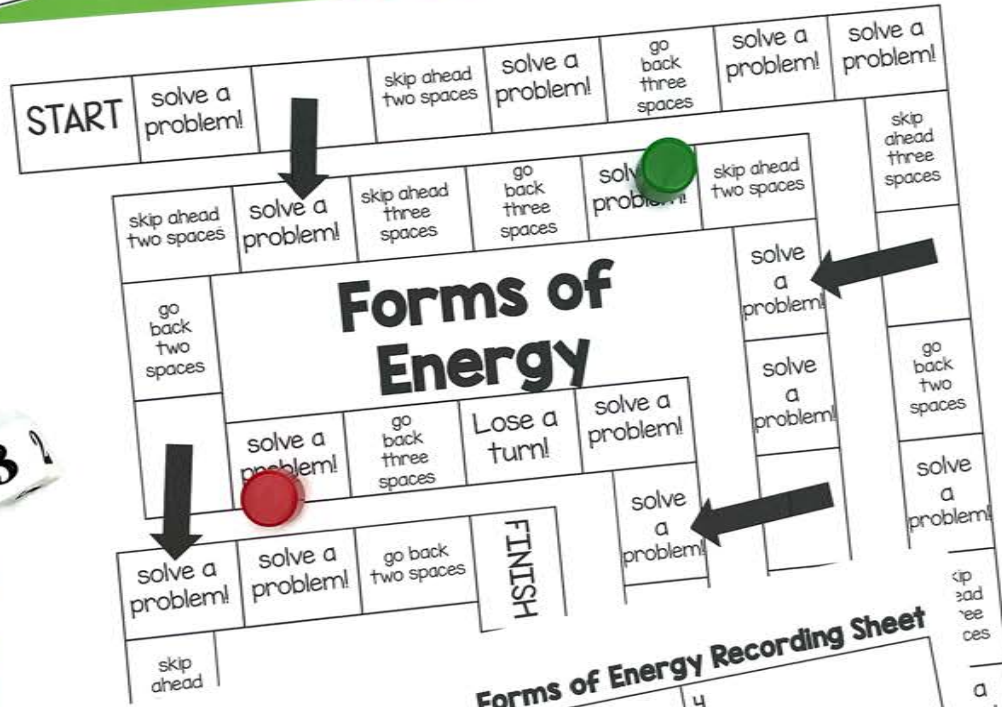 START
solve a
problem!
skip ahead
two spaces
solve a
problem!
go
back
three
spaces
solve a
problem!
solve a
problem!
skip
ahead
three
spaces
go
back
two
spaces
solve
a
problem!
skip ahead
two spaces
solve a
problem!
skip ahead
three
spaces
go
back
three
spaces
skip ahead
two spaces
solve
a
problem!
solve
a
problem!
go
back
two
spaces
Forms of
Energy
solve a
problem!
go
back
three
spaces
Lose a
turn!
solve a
problem!
solve
a
problem!
solve a
problem!
solve a
problem!
go back
two spaces
FINISH
skip
ahead
Forms of Energy Recording Sheet
4
a
3
2